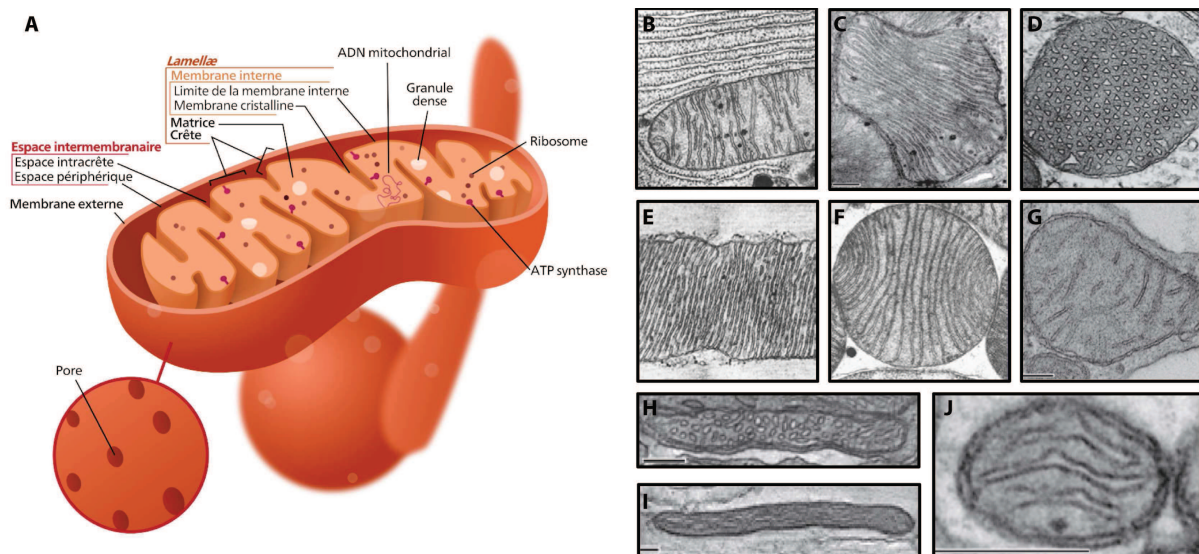 A
ADN mitochondrial
Lamellæ
Membrane interne
Limite de la membrane interne
Membrane cristalline
Granule
dense
Matrice
Crête
Ribosome
Espace intermembranaire
Espace intracrête
Espace périphérique
Membrane externe
ATP synthase
Pore
B
C
D
E
F
G
H
I
J